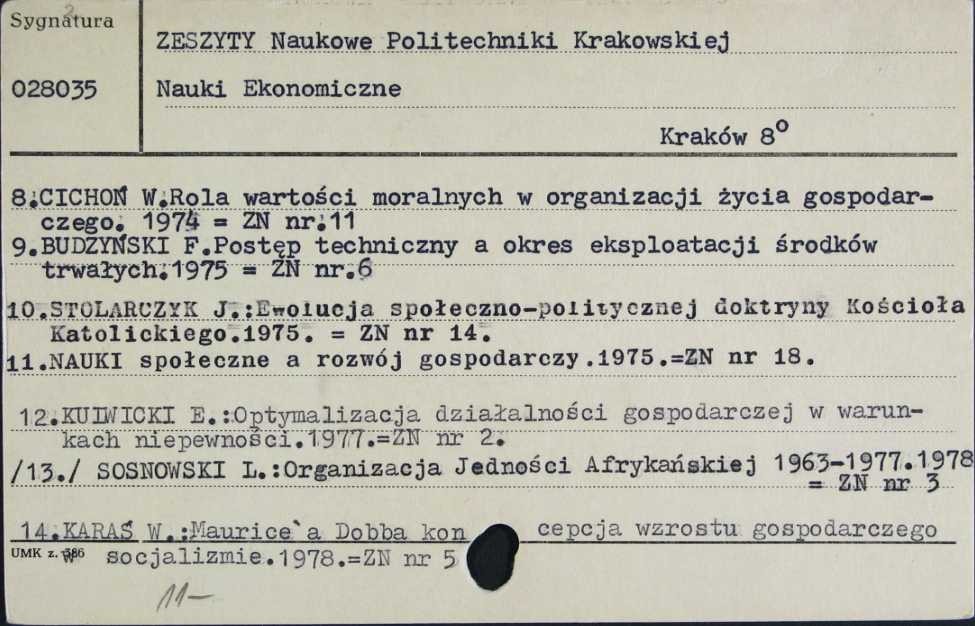 Sygnatura
2
ZESZYTY Naukowe Politechniki Krakowskiej
028035
Nauki Ekonomiczne
Kraków 8º
8.CICHOŃ W.Rola wartości moralnych w organizacji życia gospodar-
czego. 1974 = ZN nr.11
9.BUDZYŃSKI F.Postęp techniczny a okres eksploatacji środków
trwałych.1975 = ZN nr.6
10.STOLARCZYK J.:Ewolucja społeczno-politycznej doktryny Kościoła
Katolickiego.1975. = ZN nr 14.
11.NAUKI społeczne a rozwój gospodarczy.1975.=ZN nr 18.
12.KULWICKI E.:Optymalizacja działalności gospodarczej w warun-
kach niepewności.1977.=ZN nr 2.
/13./ SOSNOWSKI L.:Organizacja Jedności Afrykańskiej 1963-1977.1978
= ZN nr 3
14.KARAŚ W.:Maurice`a Dobba kon cepcja wzrostu gospodarczego
UMK z. 386
w socjalizmie.1978.=ZN nr 5
11-